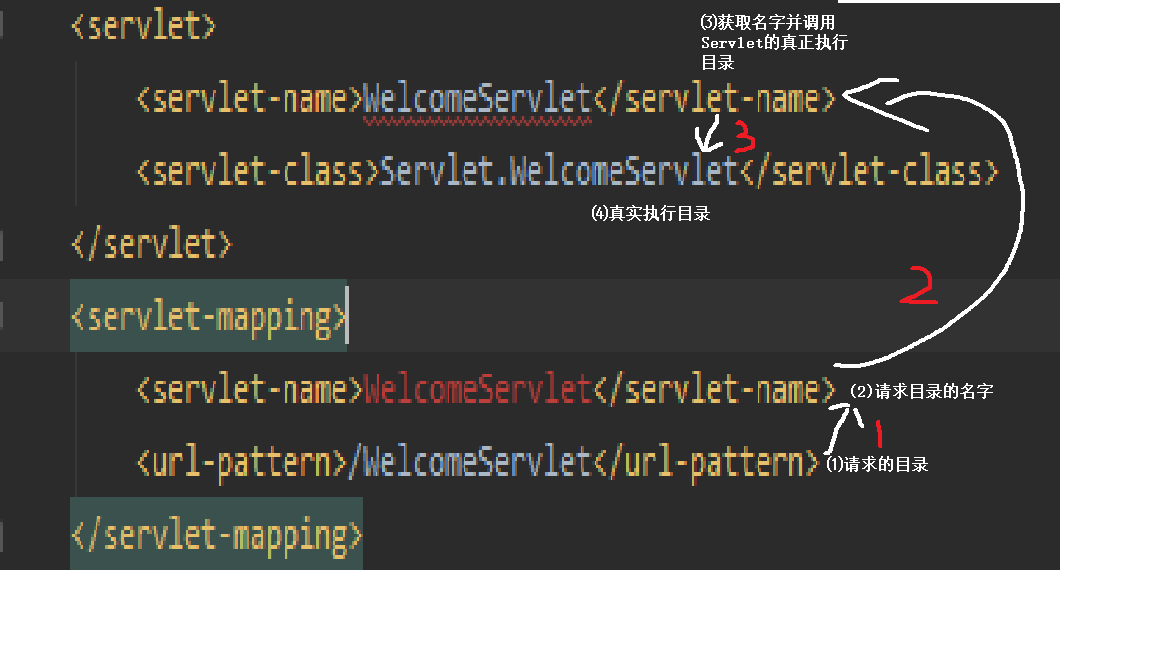 <servlet>
(3)获取名字并调用
Servlet的真正执行
目录
<servlet-name>WelcomeServlet</servlet-name>
3
<servlet-class>Servlet.WelcomeServlet</servlet-class>
(4)真实执行目录
</servlet>
2
<servlet-mapping>
<servlet-name>WelcomeServlet</servlet-name>
(2)请求目录的名字
1
<url-pattern>/WelcomeServlet</url-pattern>
(1)请求的目录
</servlet-mapping>